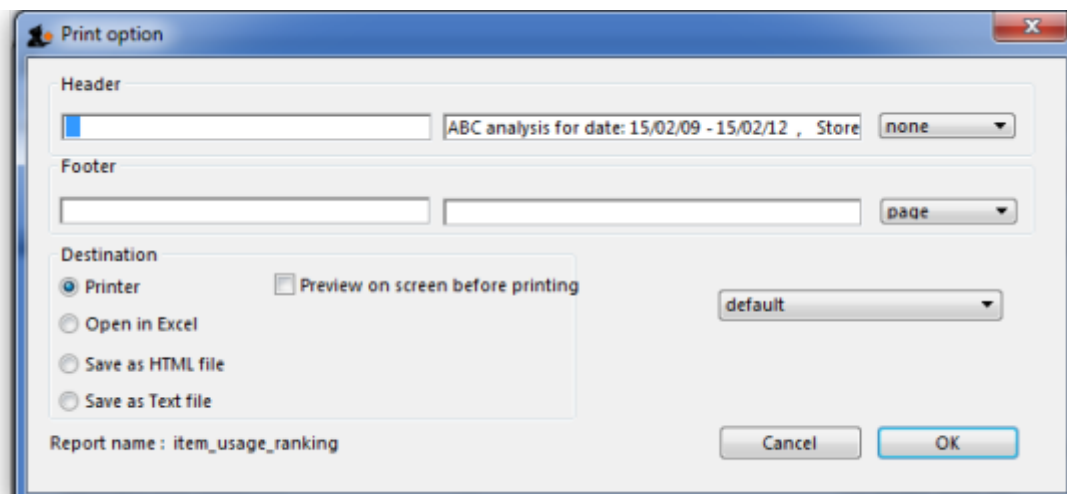 Print option
Header
ABC analysis for date: 15/02/09 - 15/02/12 , Store none
Footer
page
Destination
Printer Preview on screen before printing
default
Open in Excel
Save as HTML file
Save as Text file
Report name : item_usage_ranking Cancel OK